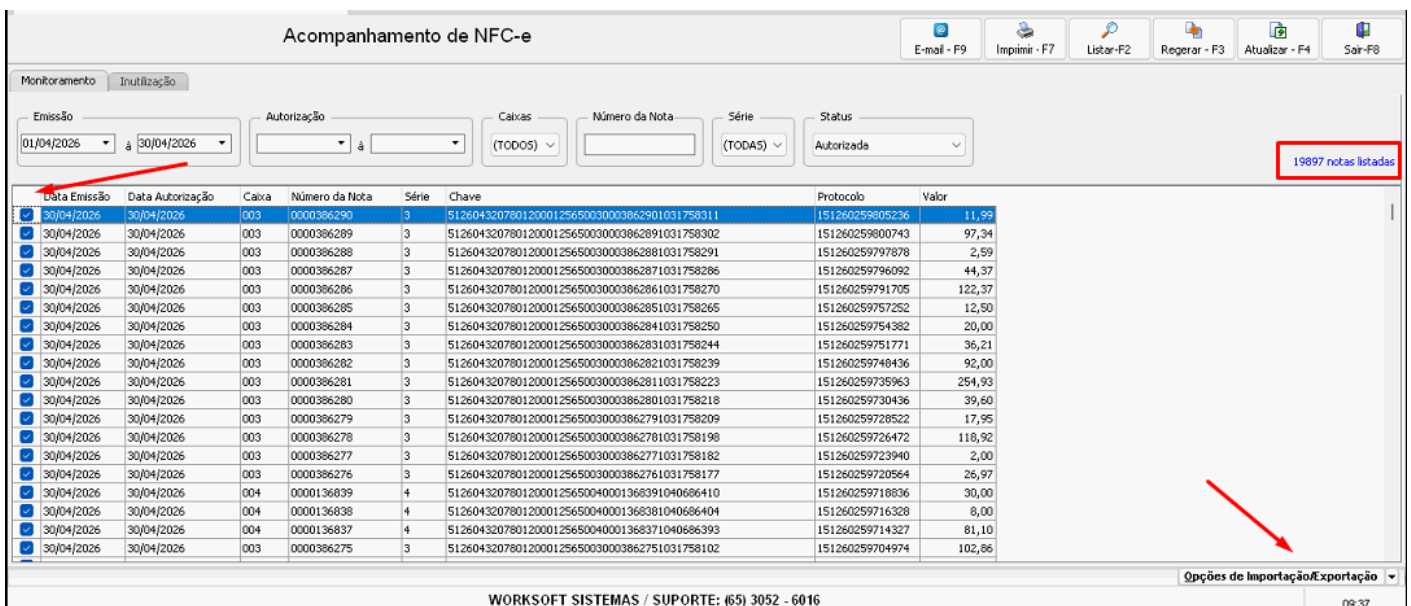 Acompanhamento de NFC-e
E-mail - F9 Imprimir - F7 Listar-F2 Regerar - F3 Atualizar - F4 Sair-F8
Monitoramento Inutilização
Emissão Autorização Caixas Número da Nota Série Status
01/04/2026 à 30/04/2026 à (TODOS) (TODAS) Autorizada
19897 notas listadas
Data Emissão Data Autorização Caixa Número da Nota Série Chave Protocolo Valor
30/04/2026 30/04/2026 003 0000386290 3 51260432078012000125650030003862901031758311 151260259805236 11,99
30/04/2026 30/04/2026 003 0000386289 3 51260432078012000125650030003862891031758302 151260259800743 97,34
30/04/2026 30/04/2026 003 0000386288 3 51260432078012000125650030003862881031758291 151260259797878 2,59
30/04/2026 30/04/2026 003 0000386287 3 51260432078012000125650030003862871031758286 151260259796092 44,37
30/04/2026 30/04/2026 003 0000386286 3 51260432078012000125650030003862861031758270 151260259791705 122,37
30/04/2026 30/04/2026 003 0000386285 3 51260432078012000125650030003862851031758265 151260259757252 12,50
30/04/2026 30/04/2026 003 0000386284 3 51260432078012000125650030003862841031758250 151260259754382 20,00
30/04/2026 30/04/2026 003 0000386283 3 51260432078012000125650030003862831031758244 151260259751771 36,21
30/04/2026 30/04/2026 003 0000386282 3 51260432078012000125650030003862821031758239 151260259748436 92,00
30/04/2026 30/04/2026 003 0000386281 3 51260432078012000125650030003862811031758223 151260259735963 254,93
30/04/2026 30/04/2026 003 0000386280 3 51260432078012000125650030003862801031758218 151260259730436 39,60
30/04/2026 30/04/2026 003 0000386279 3 51260432078012000125650030003862791031758209 151260259728522 17,95
30/04/2026 30/04/2026 003 0000386278 3 51260432078012000125650030003862781031758198 151260259726472 118,92
30/04/2026 30/04/2026 003 0000386277 3 51260432078012000125650030003862771031758182 151260259723940 2,00
30/04/2026 30/04/2026 003 0000386276 3 51260432078012000125650030003862761031758177 151260259720564 26,97
30/04/2026 30/04/2026 004 0000136839 4 51260432078012000125650040001368391040686410 151260259718836 30,00
30/04/2026 30/04/2026 004 0000136838 4 51260432078012000125650040001368381040686404 151260259716328 8,00
30/04/2026 30/04/2026 004 0000136837 4 51260432078012000125650040001368371040686393 151260259714327 81,10
30/04/2026 30/04/2026 003 0000386275 3 51260432078012000125650030003862751031758102 151260259704974 102,86
Opções de Importação/Exportação
WORKSOFT SISTEMAS / SUPORTE: (65) 3052 - 6016
09:37